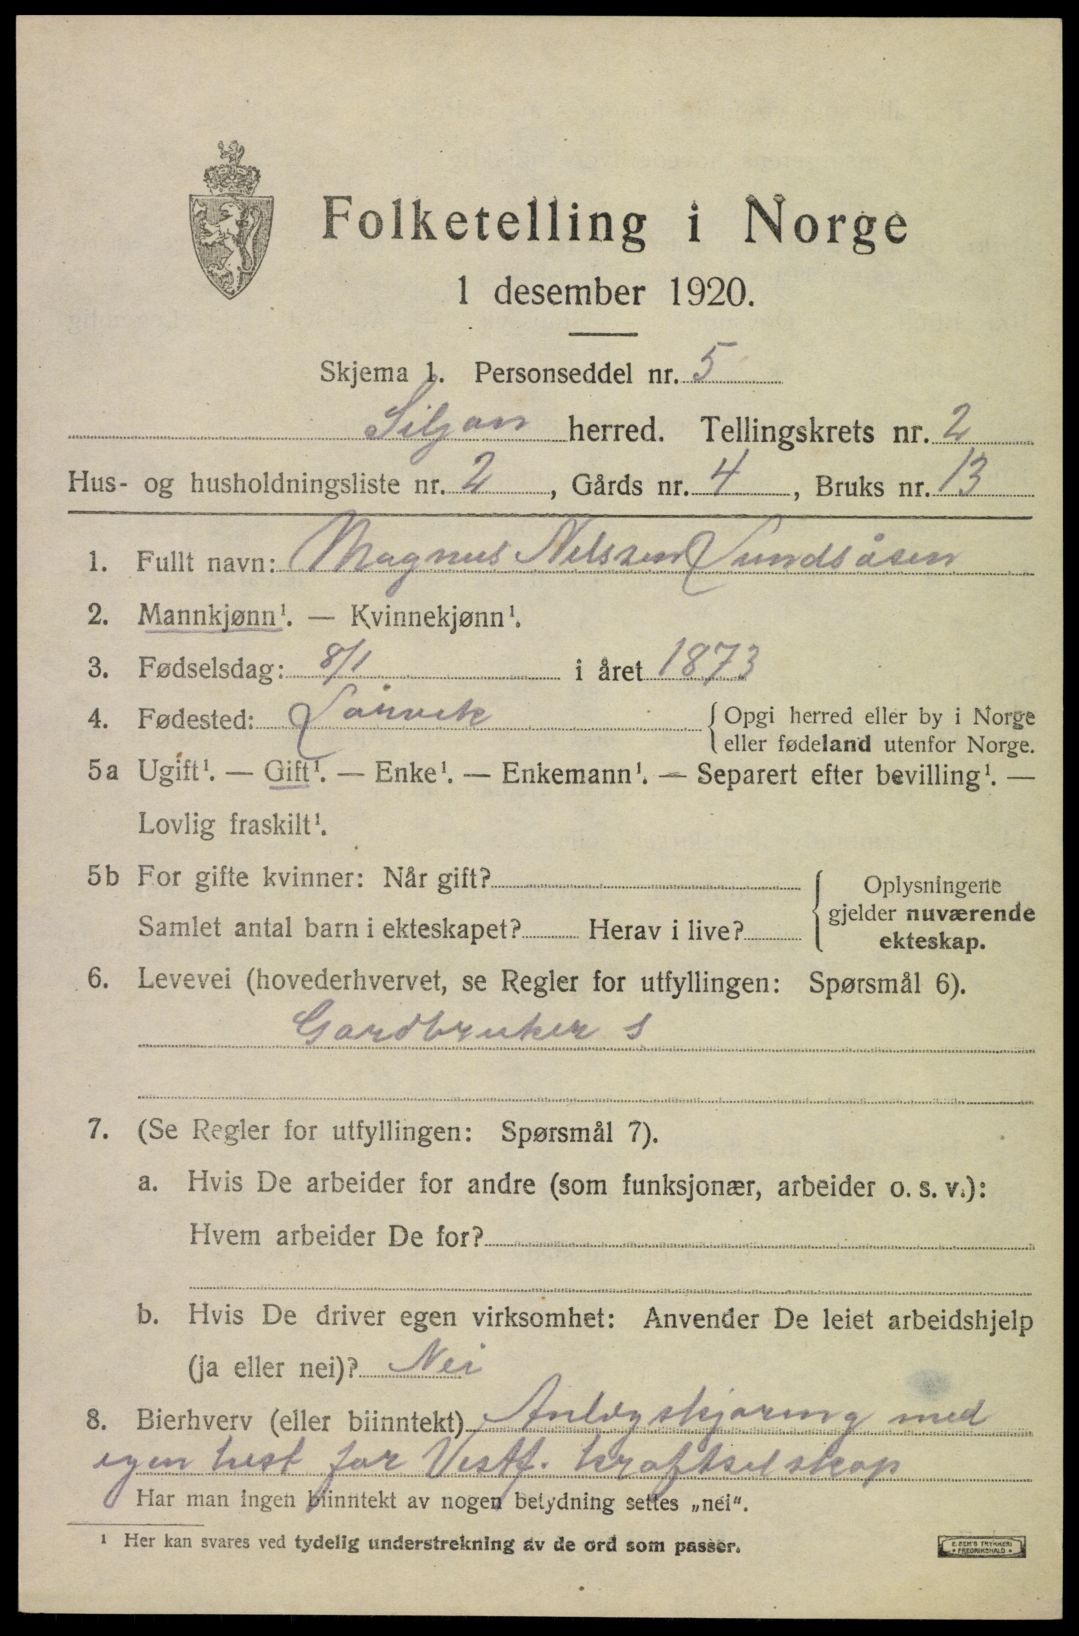 Folketelling i Norge
1 desember 1920.
Skjema 1. Personseddel nr. 5
Siljan herred. Tellingskrets nr. 2
Hus- og husholdningsliste nr. 2, Gårds nr. 4, Bruks nr. 13
1. Fullt navn: Magnus Nilssen Lundsåsen
2. Mannkjønn¹. — Kvinnekjønn¹.
3. Fødselsdag: 8/1 i året 1873
4. Fødested: Larvik {Opgi herred eller by i Norge
eller fødeland utenfor Norge.
5a Ugift¹. — Gift¹. — Enke¹. — Enkemann¹. — Separert efter bevilling¹. —
Lovlig fraskilt¹.
5b For gifte kvinner: Når gift? Oplysningene
Samlet antal barn i ekteskapet? Herav i live? gjelder nuværende
ekteskap.
6. Levevei (hovederhvervet, se Regler for utfyllingen: Spørsmål 6).
Gardbruker S
7. (Se Regler for utfyllingen: Spørsmål 7).
a. Hvis De arbeider for andre (som funksjonær, arbeider o. s. v.):
Hvem arbeider De for?
b. Hvis De driver egen virksomhet: Anvender De leiet arbeidshjelp
(ja eller nei)? Nei
8. Bierhverv (eller biinntekt) Anlegskjøring med
egen hest for Vestf. kraftselskap
Har man ingen biinntekt av nogen betydning settes „nei".
¹ Her kan svares ved tydelig understrekning av de ord som passer.
E. SEM'S TRYKKERI
FREDRIKSHALD